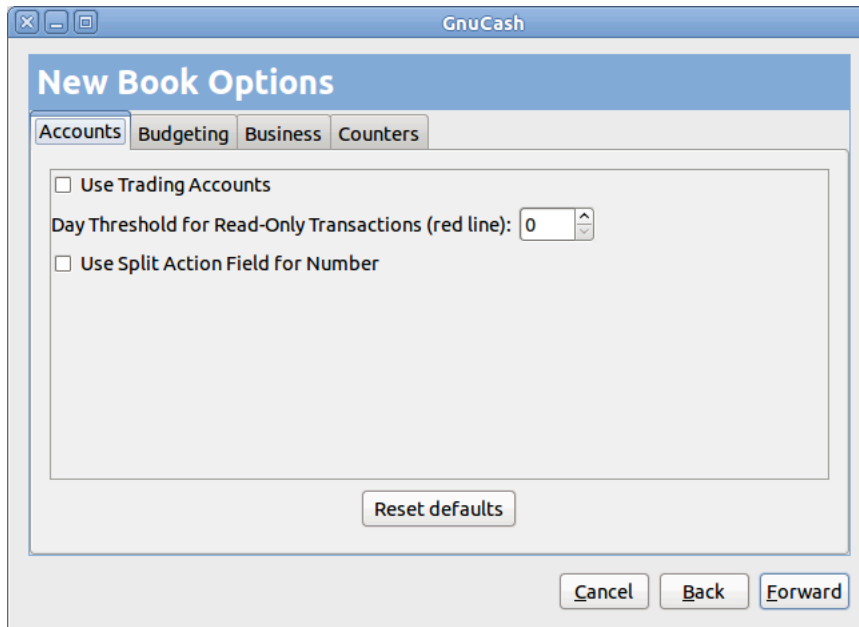 GnuCash
New Book Options
Accounts Budgeting Business Counters
Use Trading Accounts
Day Threshold for Read-Only Transactions (red line): 0
Use Split Action Field for Number
Reset defaults
Cancel Back Forward